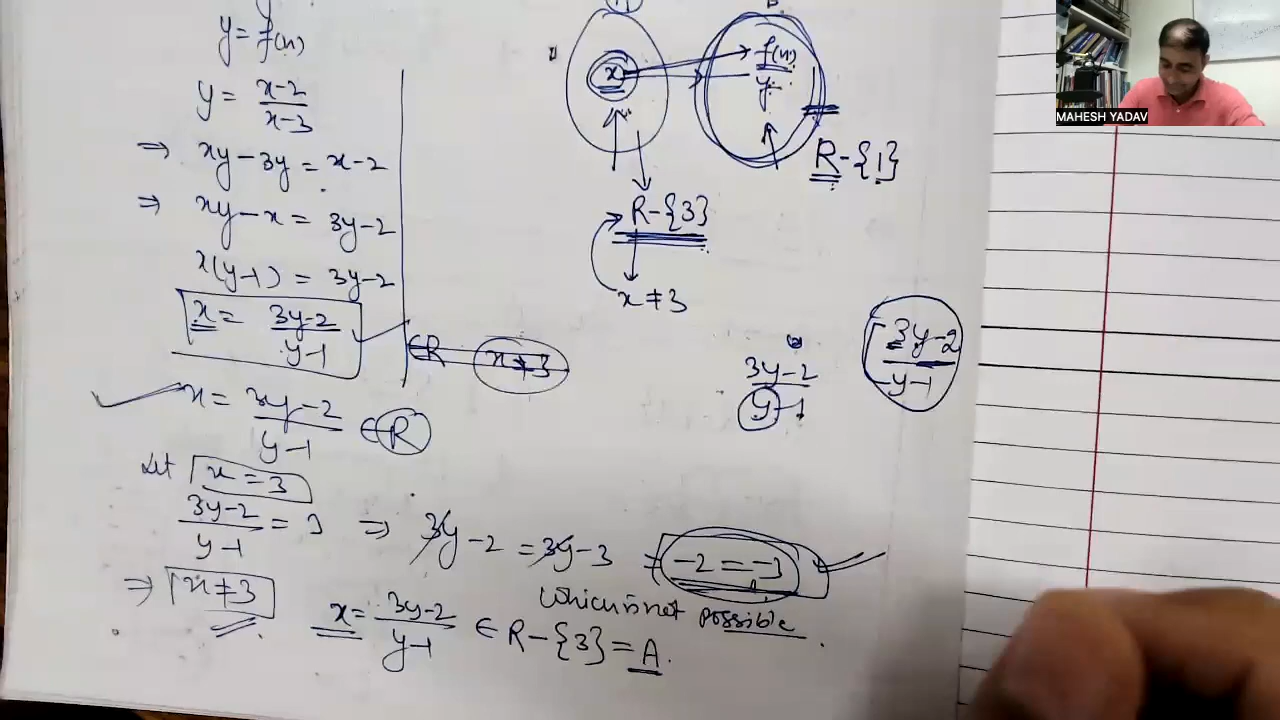 y = f(x)
y = x-2/x-3
⇒ xy-3y = x-2
⇒ xy-x = 3y-2
x(y-1) = 3y-2
x = 3y-2/y-1
∈R x≠3
x = 3y-2/y-1 ∈ R
Let x = 3
3y-2/y-1 = 3 ⇒ 3y-2 = 3y-3
-2 = -3
which is not possible.
⇒ x≠3
x = 3y-2/y-1 ∈ R-{3} = A.
x
f(x)
y
R-{1}
R-{3}
x≠3
3y-2/y-1
3y-2/y-1
MAHESH YADAV